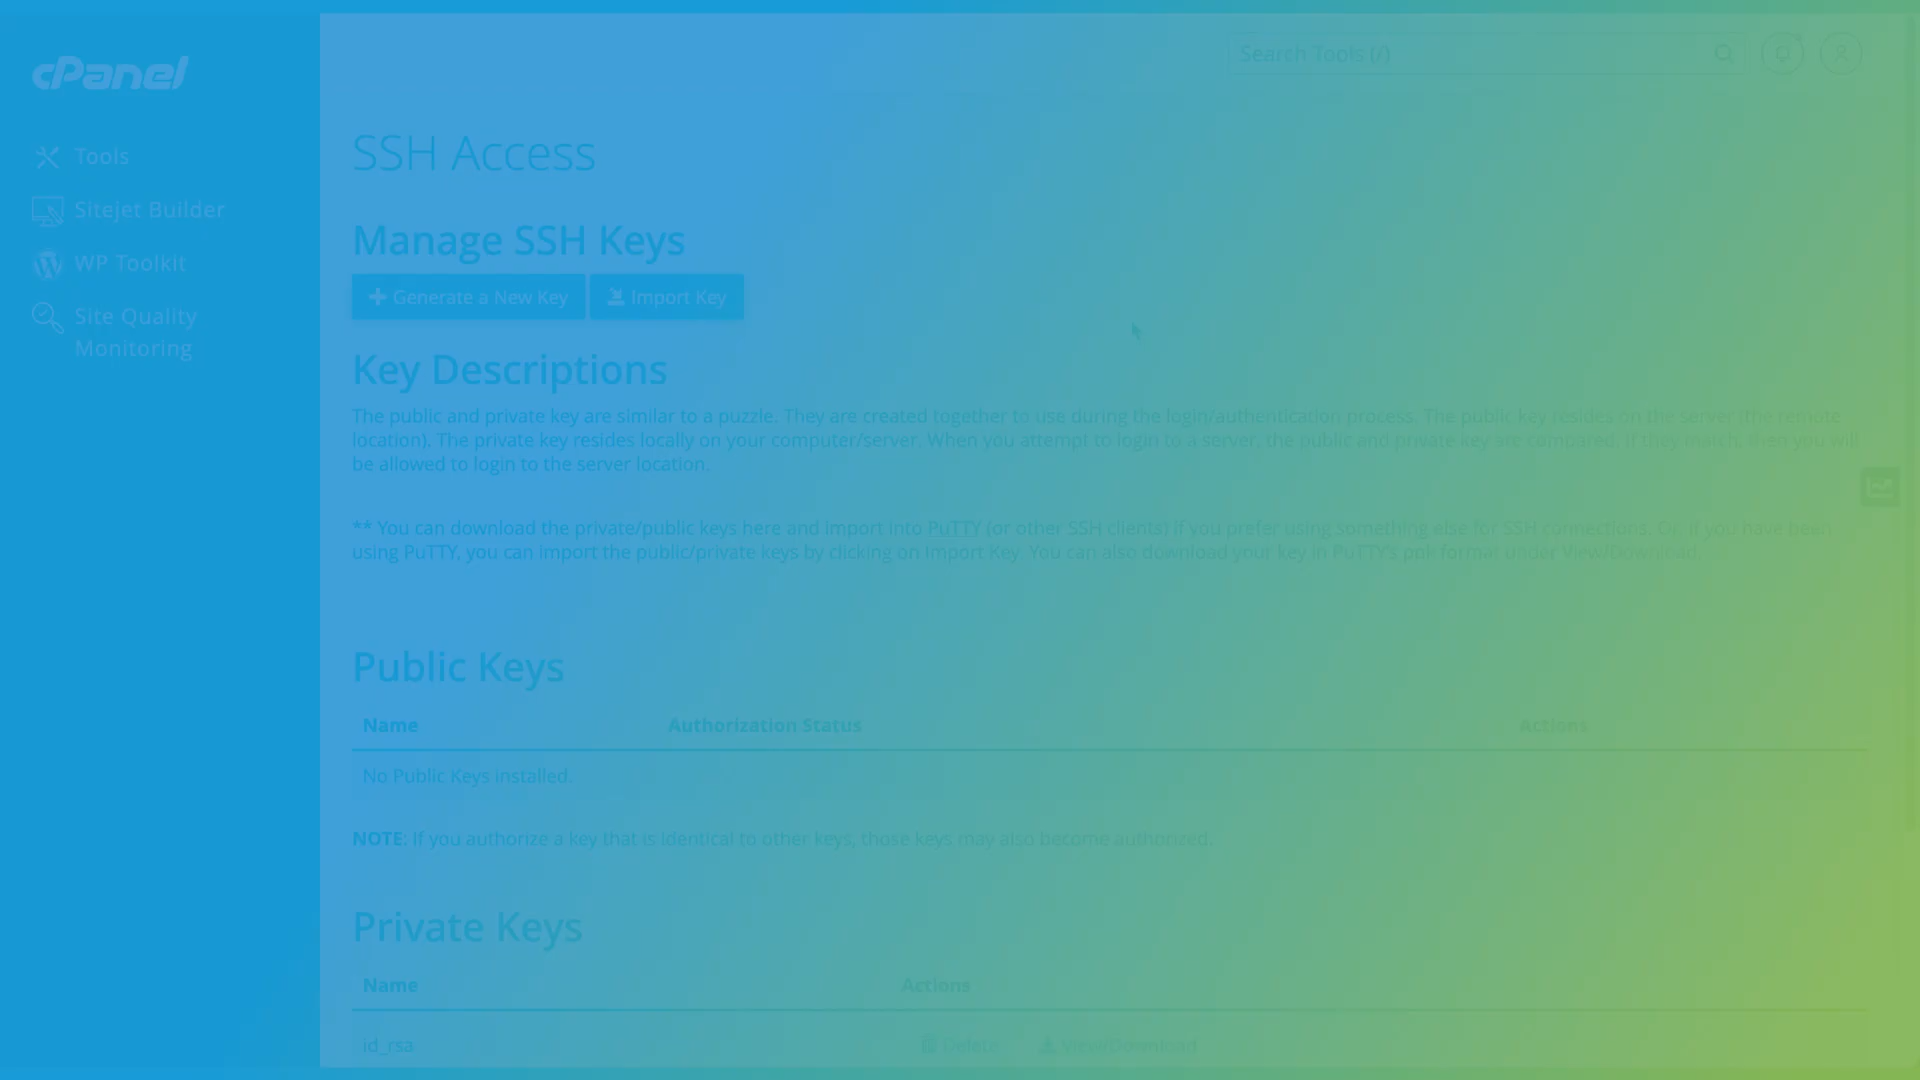 cPanel
Search Tools (/)
Tools
Sitejet Builder
WP Toolkit
Site Quality
Monitoring
SSH Access
Manage SSH Keys
Generate a New Key
Import Key
Key Descriptions
The public and private key are similar to a puzzle. They are created together to use during the login/authentication process. The public key resides on the server (the remote
location). The private key resides locally on your computer/server. When you attempt to login to a server, the public and private key are compared. If they match, then you will
be allowed to login to the server location.
** You can download the private/public keys here and import into PuTTY (or other SSH clients) if you prefer using something else for SSH connections. Or, if you have been
using PuTTY, you can import the public/private keys by clicking on Import Key. You can also download your key in PuTTY's ppk format under View/Download.
Public Keys
Name Authorization Status Actions
No Public Keys installed.
NOTE: If you authorize a key that is identical to other keys, those keys may also become authorized.
Private Keys
Name Actions
id_rsa Delete View/Download